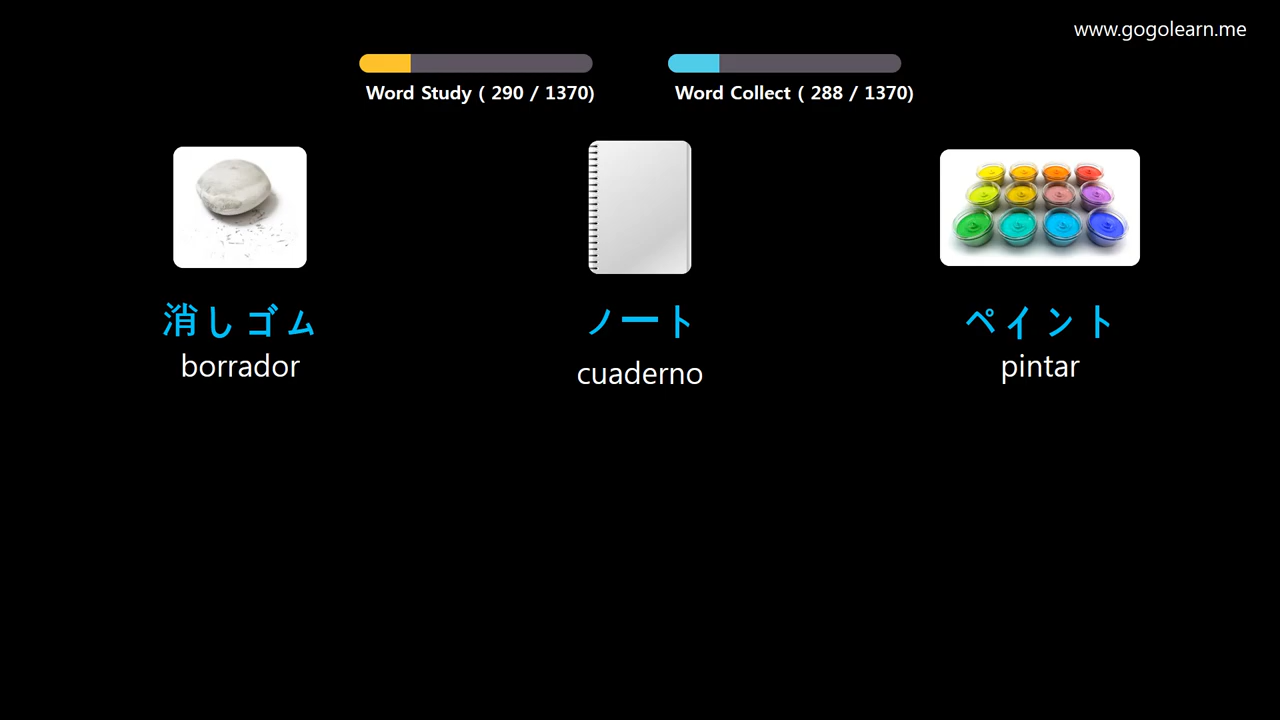 www.gogolearn.me
Word Study ( 290 / 1370)
Word Collect ( 288 / 1370)
消しゴム
ノート
ペイント
borrador
cuaderno
pintar